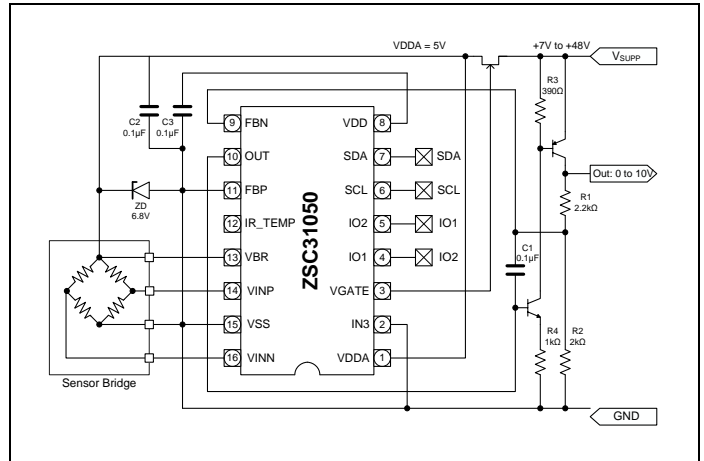 VDDA = 5V
+7V to +48V
VSUPP
R3
390Ω
C2
0.1µF
C3
0.1µF
9 FBN
VDD 8
10 OUT
SDA 7
SDA
11 FBP
SCL 6
SCL
12 IR_TEMP
IO2 5
IO1
13 VBR
IO1 4
IO2
14 VINP
VGATE 3
15 VSS
IN3 2
16 VINN
VDDA 1
ZSC31050
ZD
6.8V
Out: 0 to 10V
R1
2.2kΩ
C1
0.1µF
R4
1kΩ
R2
2kΩ
Sensor Bridge
GND